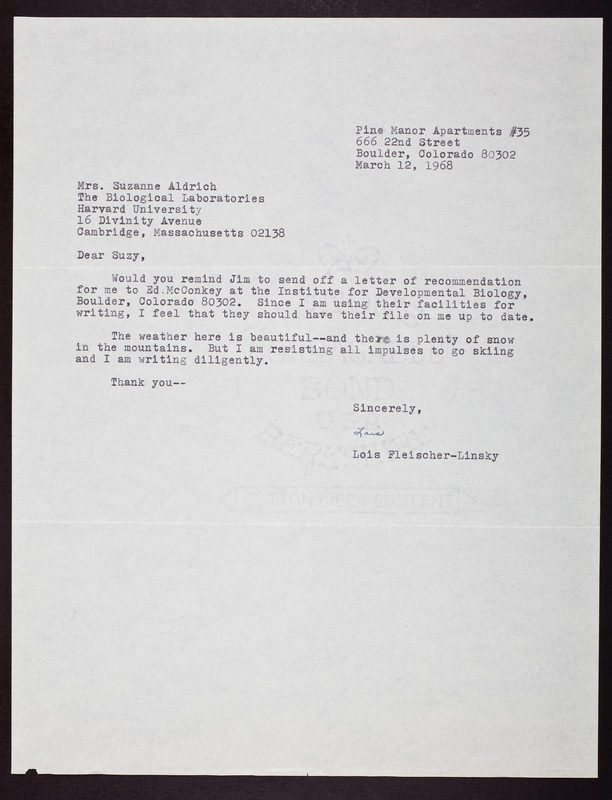 Pine Manor Apartments #35
666 22nd Street
Boulder, Colorado 80302
March 12, 1968
Mrs. Suzanne Aldrich
The Biological Laboratories
Harvard University
16 Divinity Avenue
Cambridge, Massachusetts 02138
Dear Suzy,
Would you remind Jim to send off a letter of recommendation
for me to Ed McConkey at the Institute for Developmental Biology,
Boulder, Colorado 80302. Since I am using their facilities for
writing, I feel that they should have their file on me up to date.
The weather here is beautiful--and there is plenty of snow
in the mountains. But I am resisting all impulses to go skiing
and I am writing diligently.
Thank you--
Sincerely,
Lois
Lois Fleischer-Linsky